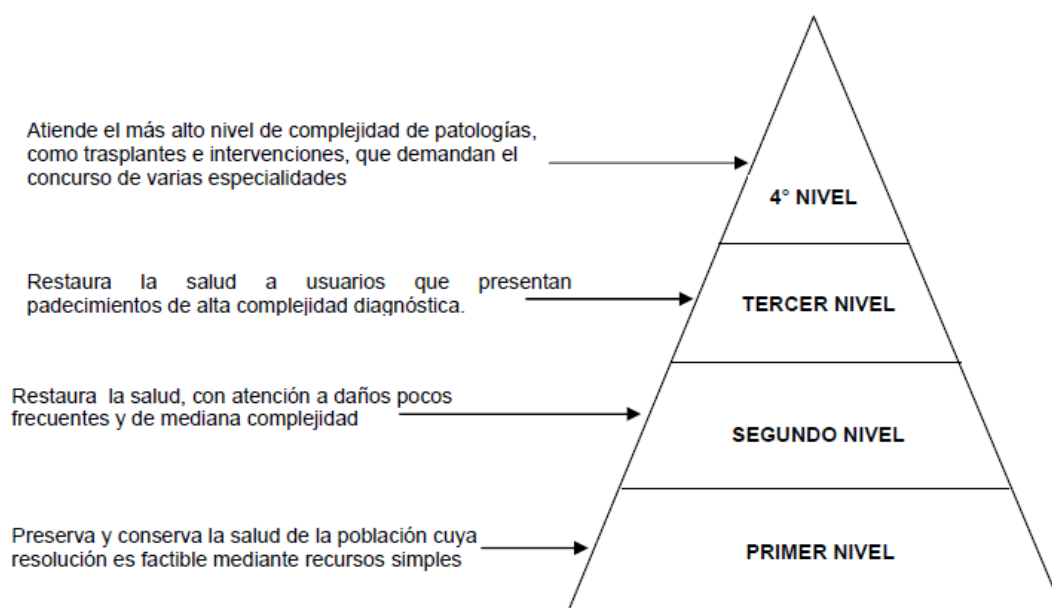 Atiende el más alto nivel de complejidad de patologías,
como trasplantes e intervenciones, que demandan el
concurso de varias especialidades
4° NIVEL
Restaura la salud a usuarios que presentan
padecimientos de alta complejidad diagnóstica.
TERCER NIVEL
Restaura la salud, con atención a daños pocos
frecuentes y de mediana complejidad
SEGUNDO NIVEL
Preserva y conserva la salud de la población cuya
resolución es factible mediante recursos simples
PRIMER NIVEL